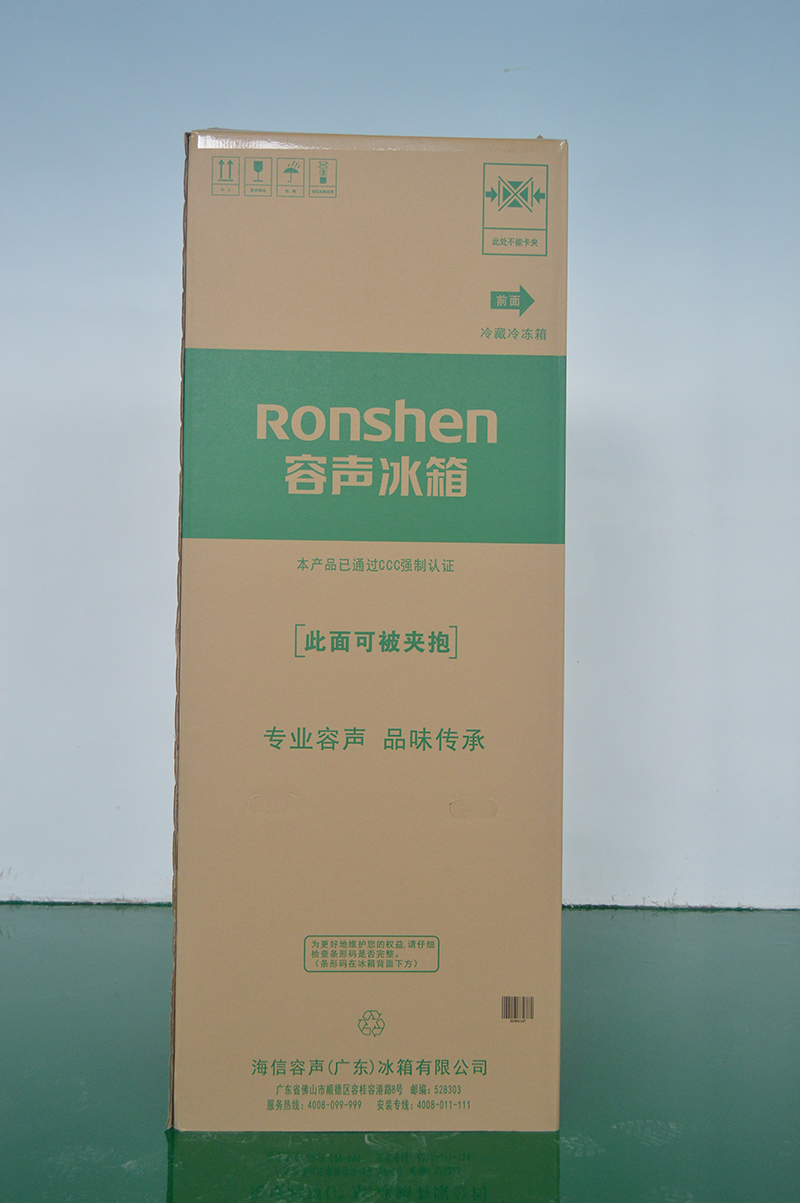 向上
此处不能卡夹
前面
冷藏冷冻箱
Ronshen
容声冰箱
本产品已通过CCC强制认证
[此面可被夹抱]
专业容声 品味传承
为更好地维护您的权益,请仔细
检查条形码是否完整。
(条形码在冰箱背面下方)
海信容声(广东)冰箱有限公司
广东省佛山市顺德区容桂容港路8号 邮编:528303
服务热线:4008-099-999 安装专线:4008-011-111